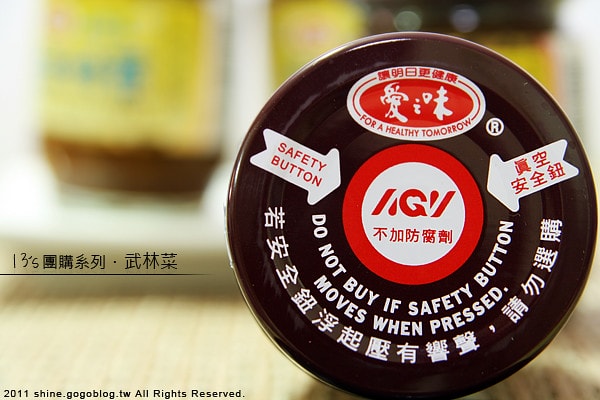 讓明日更健康
愛之味
FOR A HEALTHY TOMORROW
®
SAFETY
BUTTON
真空
安全鈕
AGV
不加防腐劑
DO NOT BUY IF SAFETY BUTTON
MOVES WHEN PRESSED.
若安全鈕浮起壓有響聲，請勿選購
13's 團購系列 · 武林菜
2011 shine.gogoblog.tw All Rights Reserved.